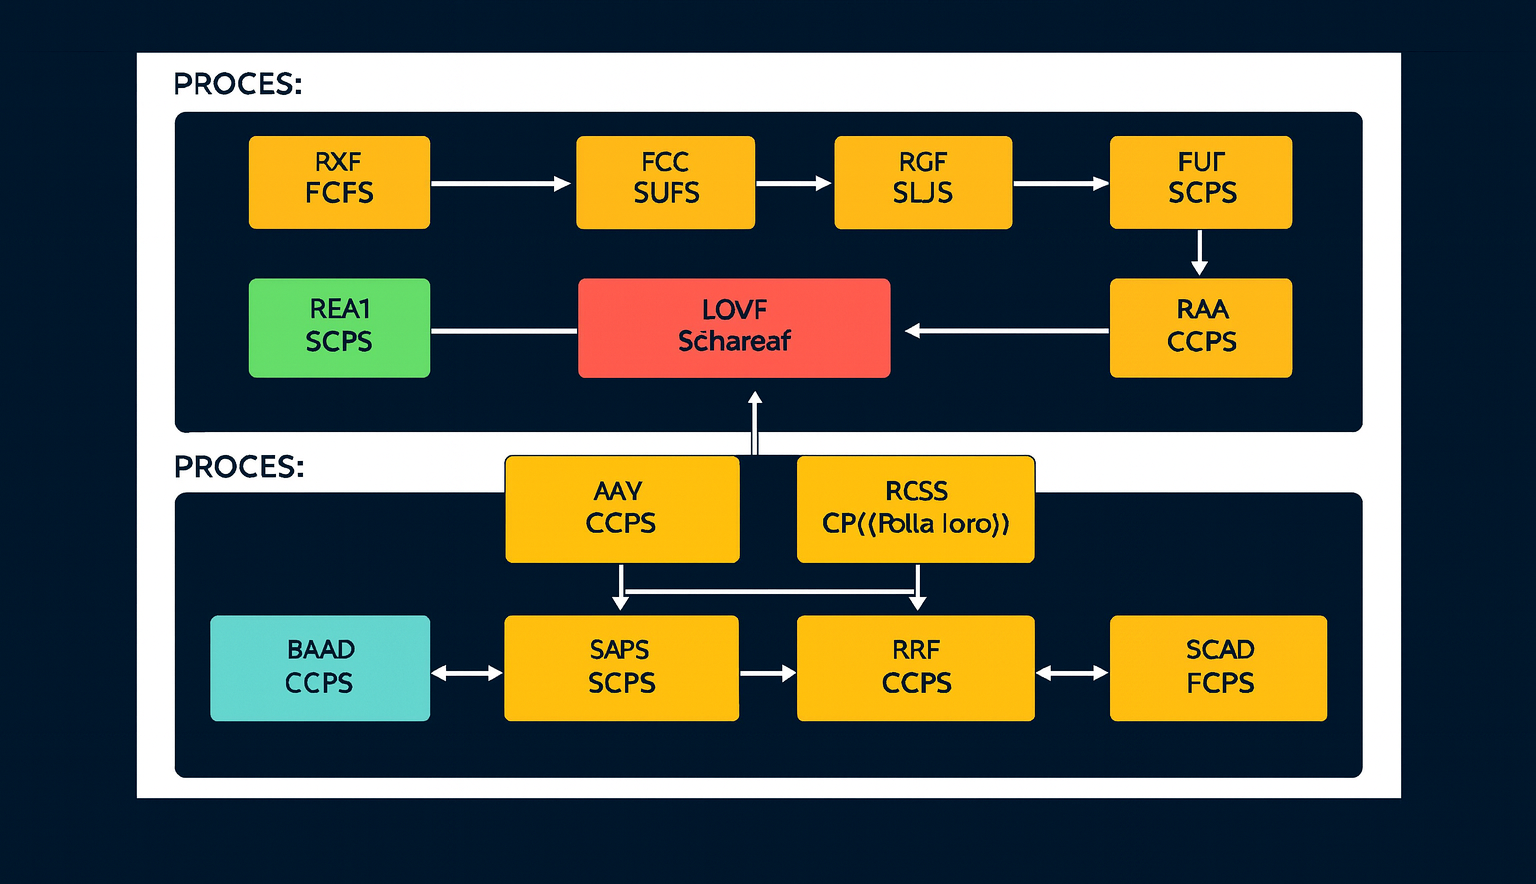 PROCES:
RXF
FCFS
FCC
SUFS
RGF
SLJS
FUF
SCPS
REA1
SCPS
LOVF
Schareaf
RAA
CCPS
PROCES:
AAY
CCPS
RCSS
CP((Polla loro))
BAAD
CCPS
SAPS
SCPS
RRF
CCPS
SCAD
FCPS